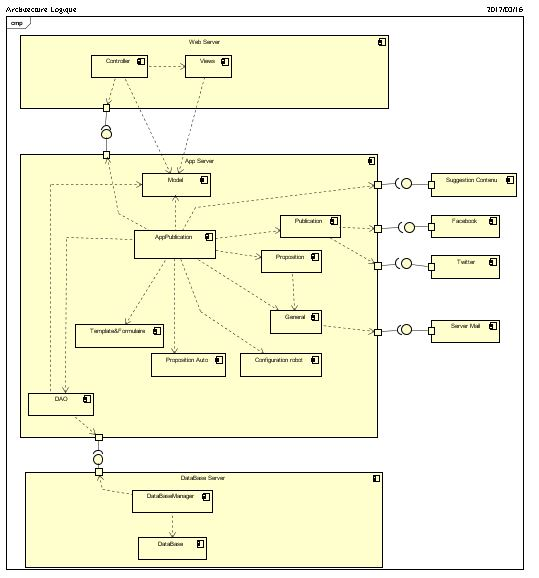 Architecture Logique 2017/03/16
cmp
Web Server
Controller Views
App Server
Model Suggestion Contenu
Publication Facebook
AppPublication
Proposition Twitter
General Server Mail
Template&Formulaire
Proposition Auto Configuration robot
DAO
DataBase Server
DataBaseManager
DataBase